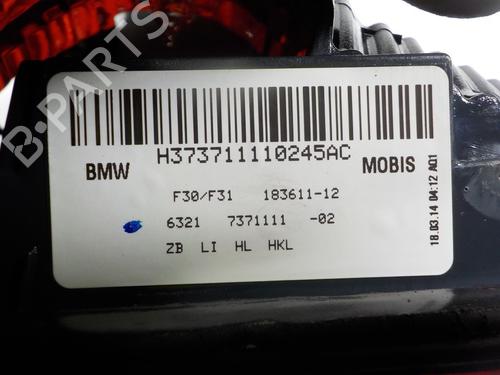 H3737111110245AC
BMW
MOBIS
F30/F31 183611-12
6321 7371111 -02
ZB LI HL HKL
18.03.14 04:12 A01
B-PARTS